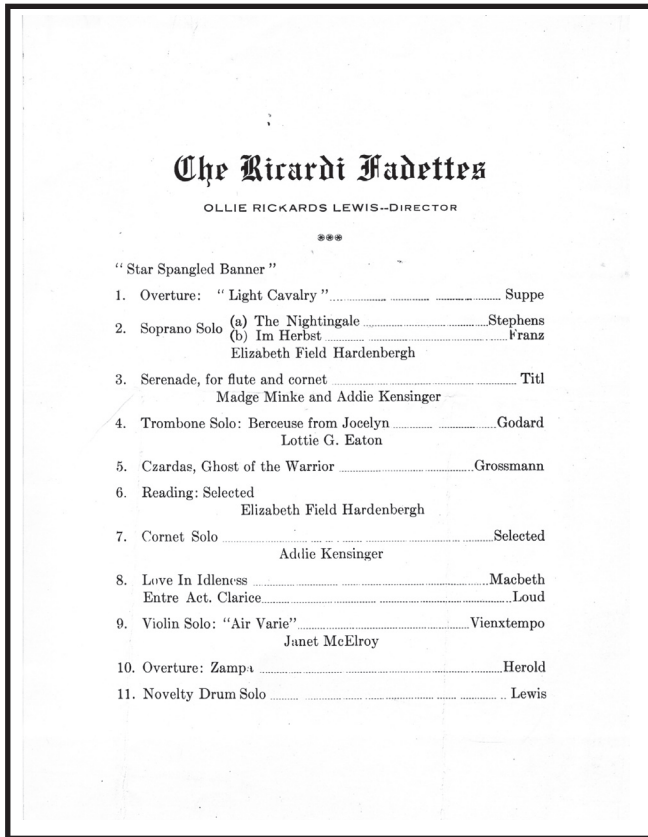 The Ricardi Fadettes
OLLIE RICKARDS LEWIS--DIRECTOR
"Star Spangled Banner"
1. Overture: "Light Cavalry" Suppe
2. Soprano Solo (a) The Nightingale Stephens
(b) Im Herbst Franz
Elizabeth Field Hardenbergh
3. Serenade, for flute and cornet Titl
Madge Minke and Addie Kensinger
4. Trombone Solo: Berceuse from Jocelyn Godard
Lottie G. Eaton
5. Czardas, Ghost of the Warrior Grossmann
6. Reading: Selected
Elizabeth Field Hardenbergh
7. Cornet Solo Selected
Addie Kensinger
8. Love In Idleness Macbeth
Entre Act. Clarice Loud
9. Violin Solo: "Air Varie" Vienxtempo
Janet McElroy
10. Overture: Zampa Herold
11. Novelty Drum Solo Lewis